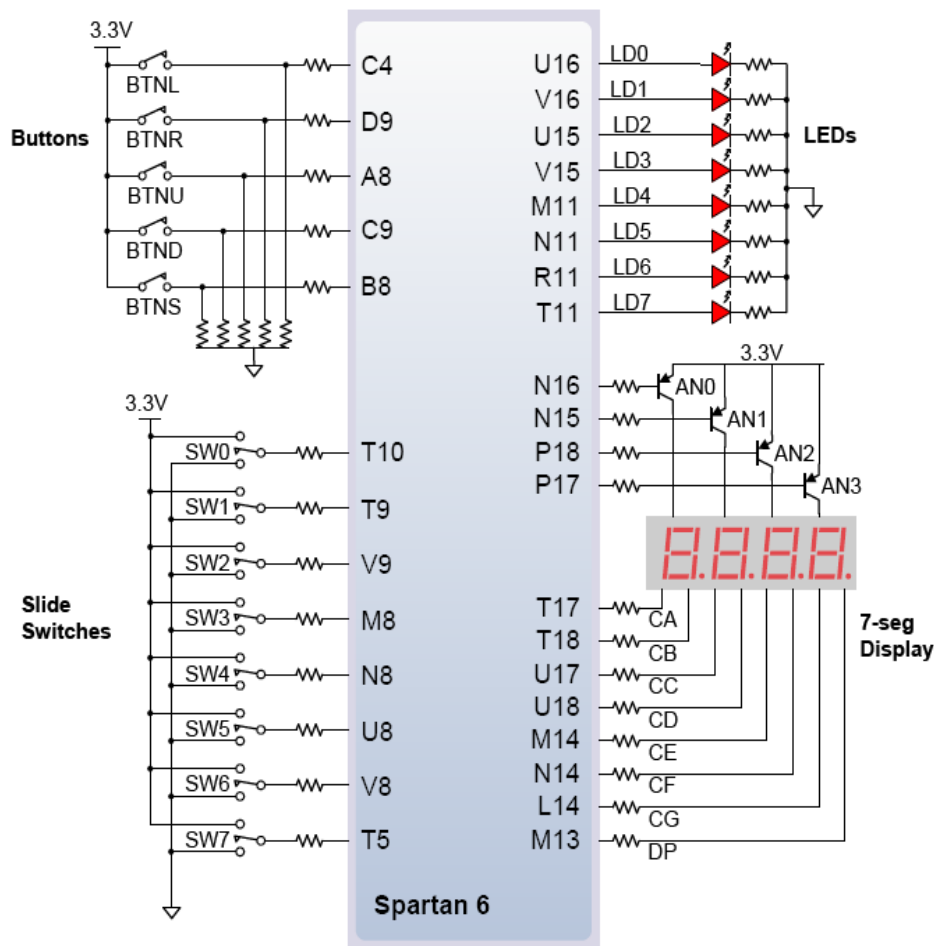 3.3V
BTNL
BTNR
BTNU
BTND
BTNS
Buttons
C4
D9
A8
C9
B8
3.3V
SW0
SW1
SW2
SW3
SW4
SW5
SW6
SW7
Slide
Switches
T10
T9
V9
M8
N8
U8
V8
T5
Spartan 6
U16
V16
U15
V15
M11
N11
R11
T11
LD0
LD1
LD2
LD3
LD4
LD5
LD6
LD7
LEDs
3.3V
N16
N15
P18
P17
AN0
AN1
AN2
AN3
8.8.8.8.
T17
T18
U17
U18
M14
N14
L14
M13
CA
CB
CC
CD
CE
CF
CG
DP
7-seg
Display